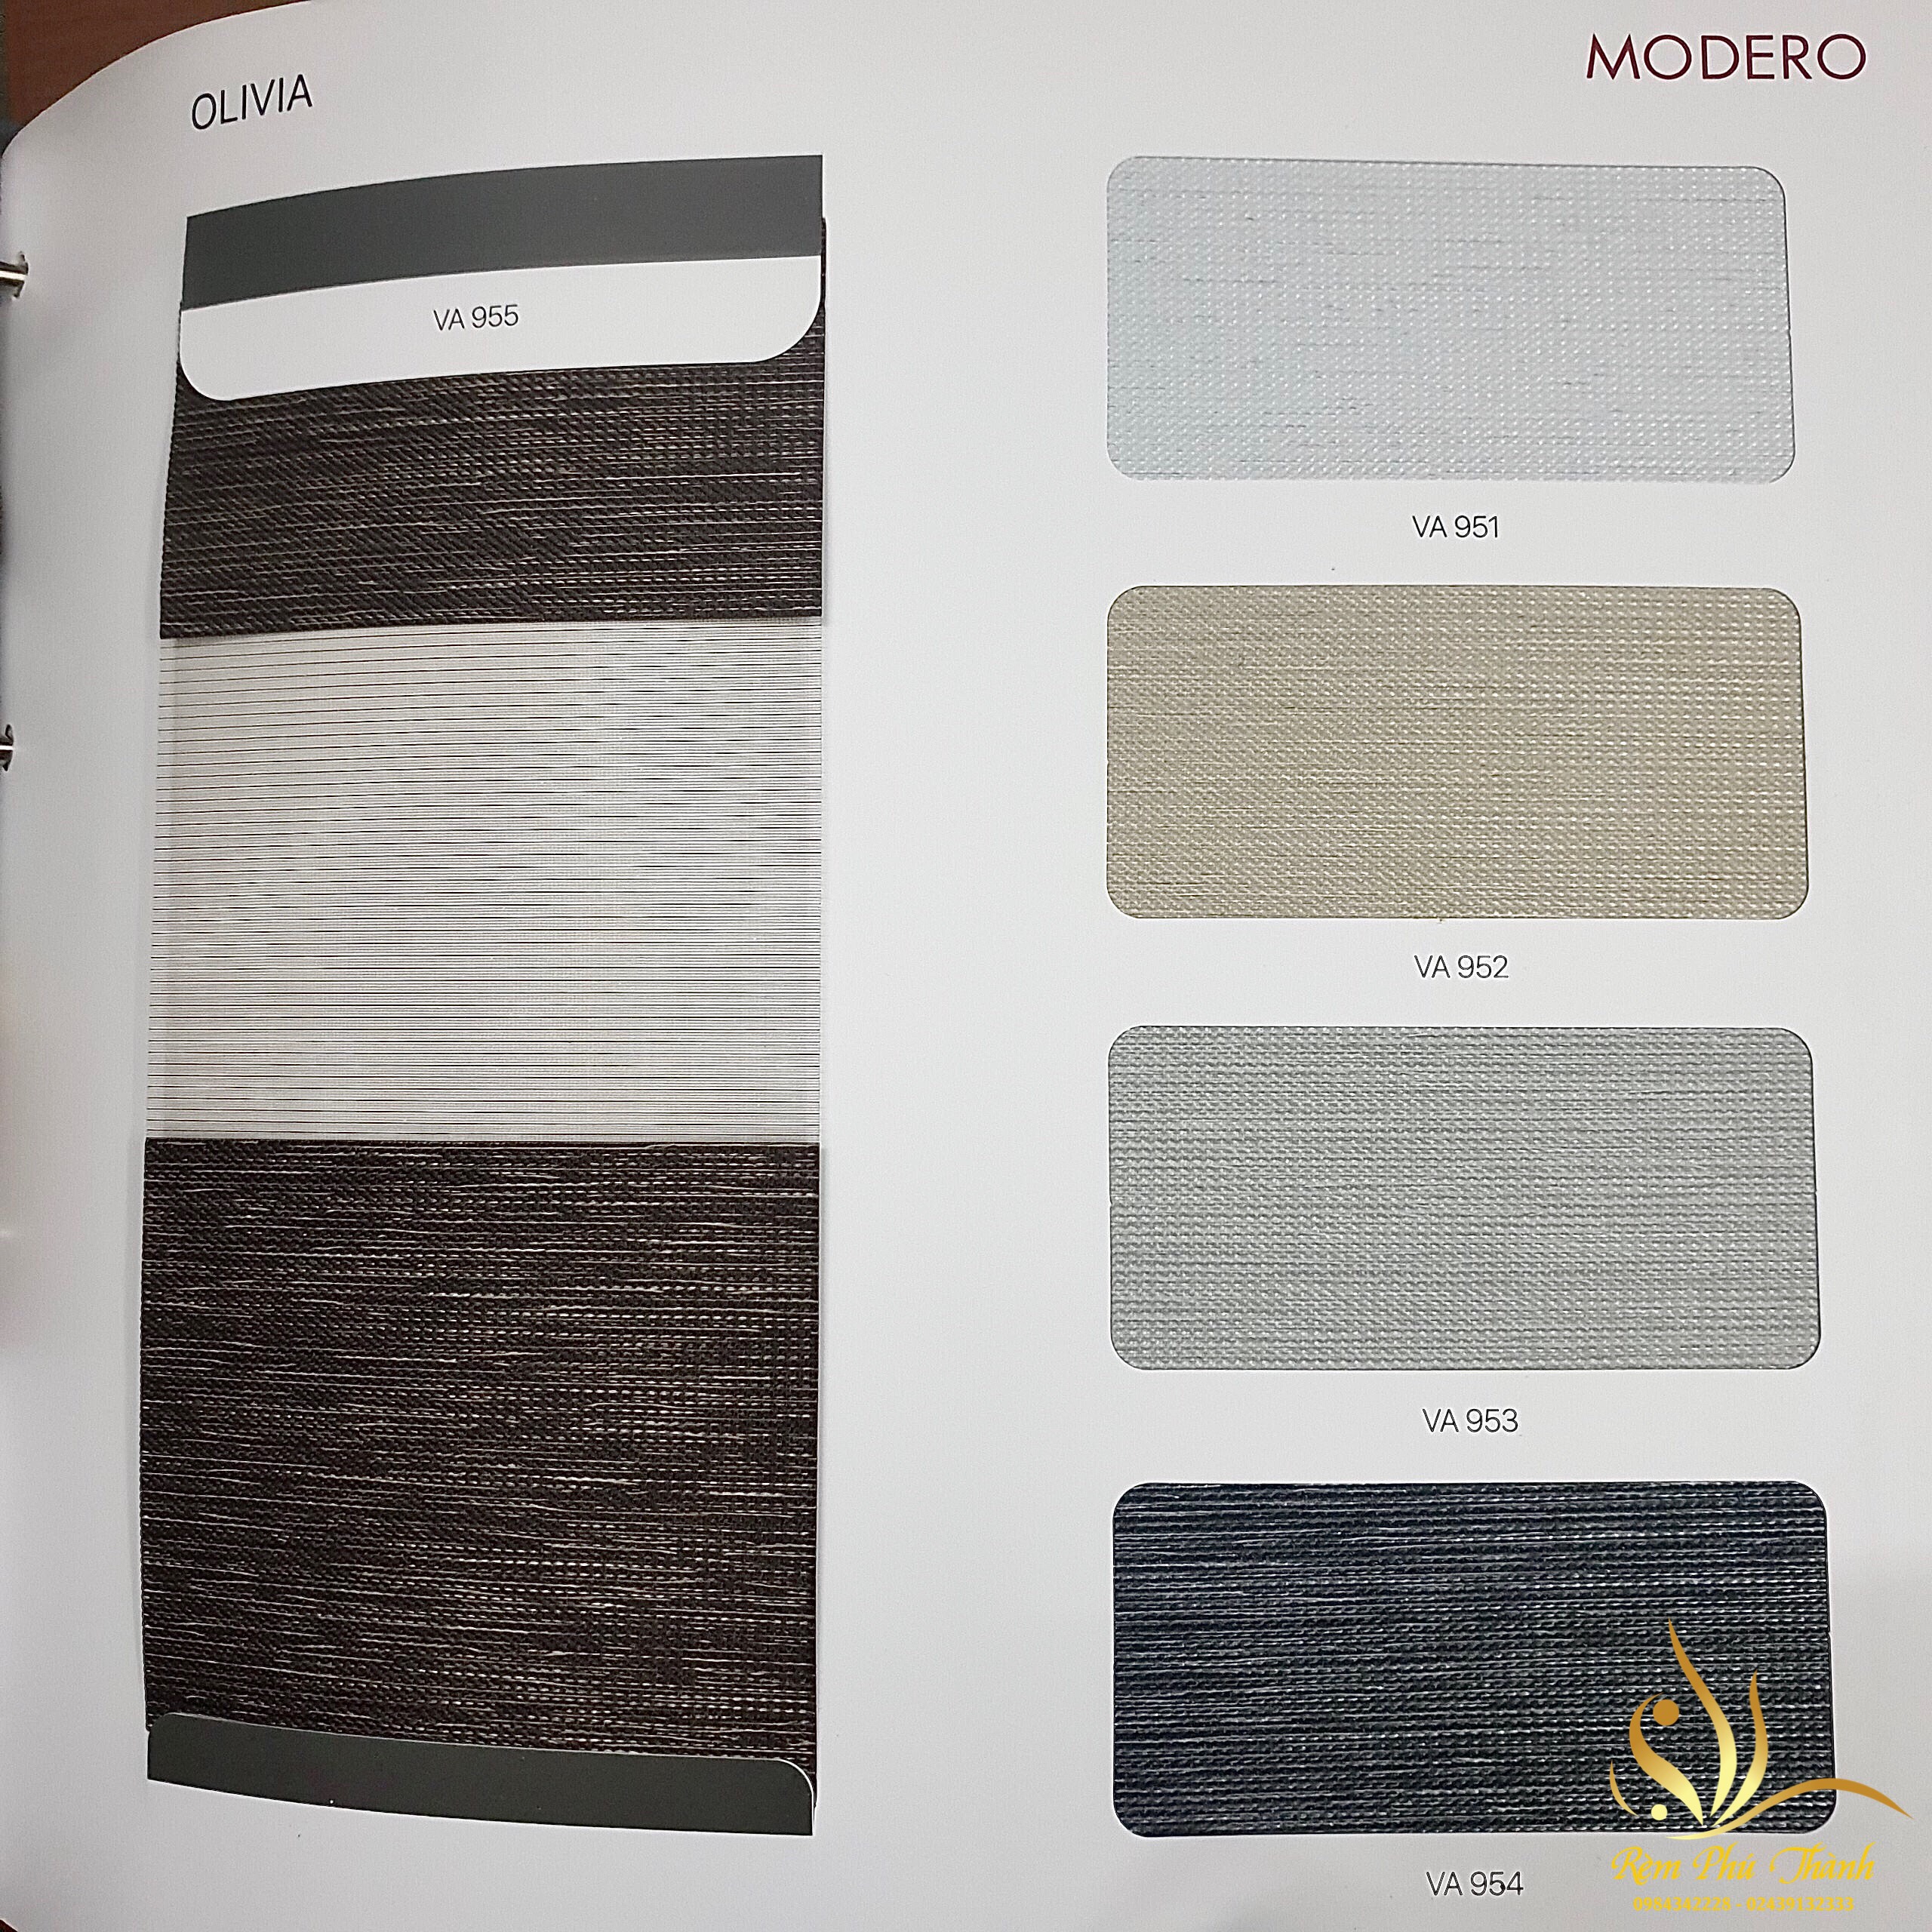 OLIVIA
MODERO
VA 955
VA 951
VA 952
VA 953
VA 954
Rèm Phú Thành
0984342228 - 02439132333